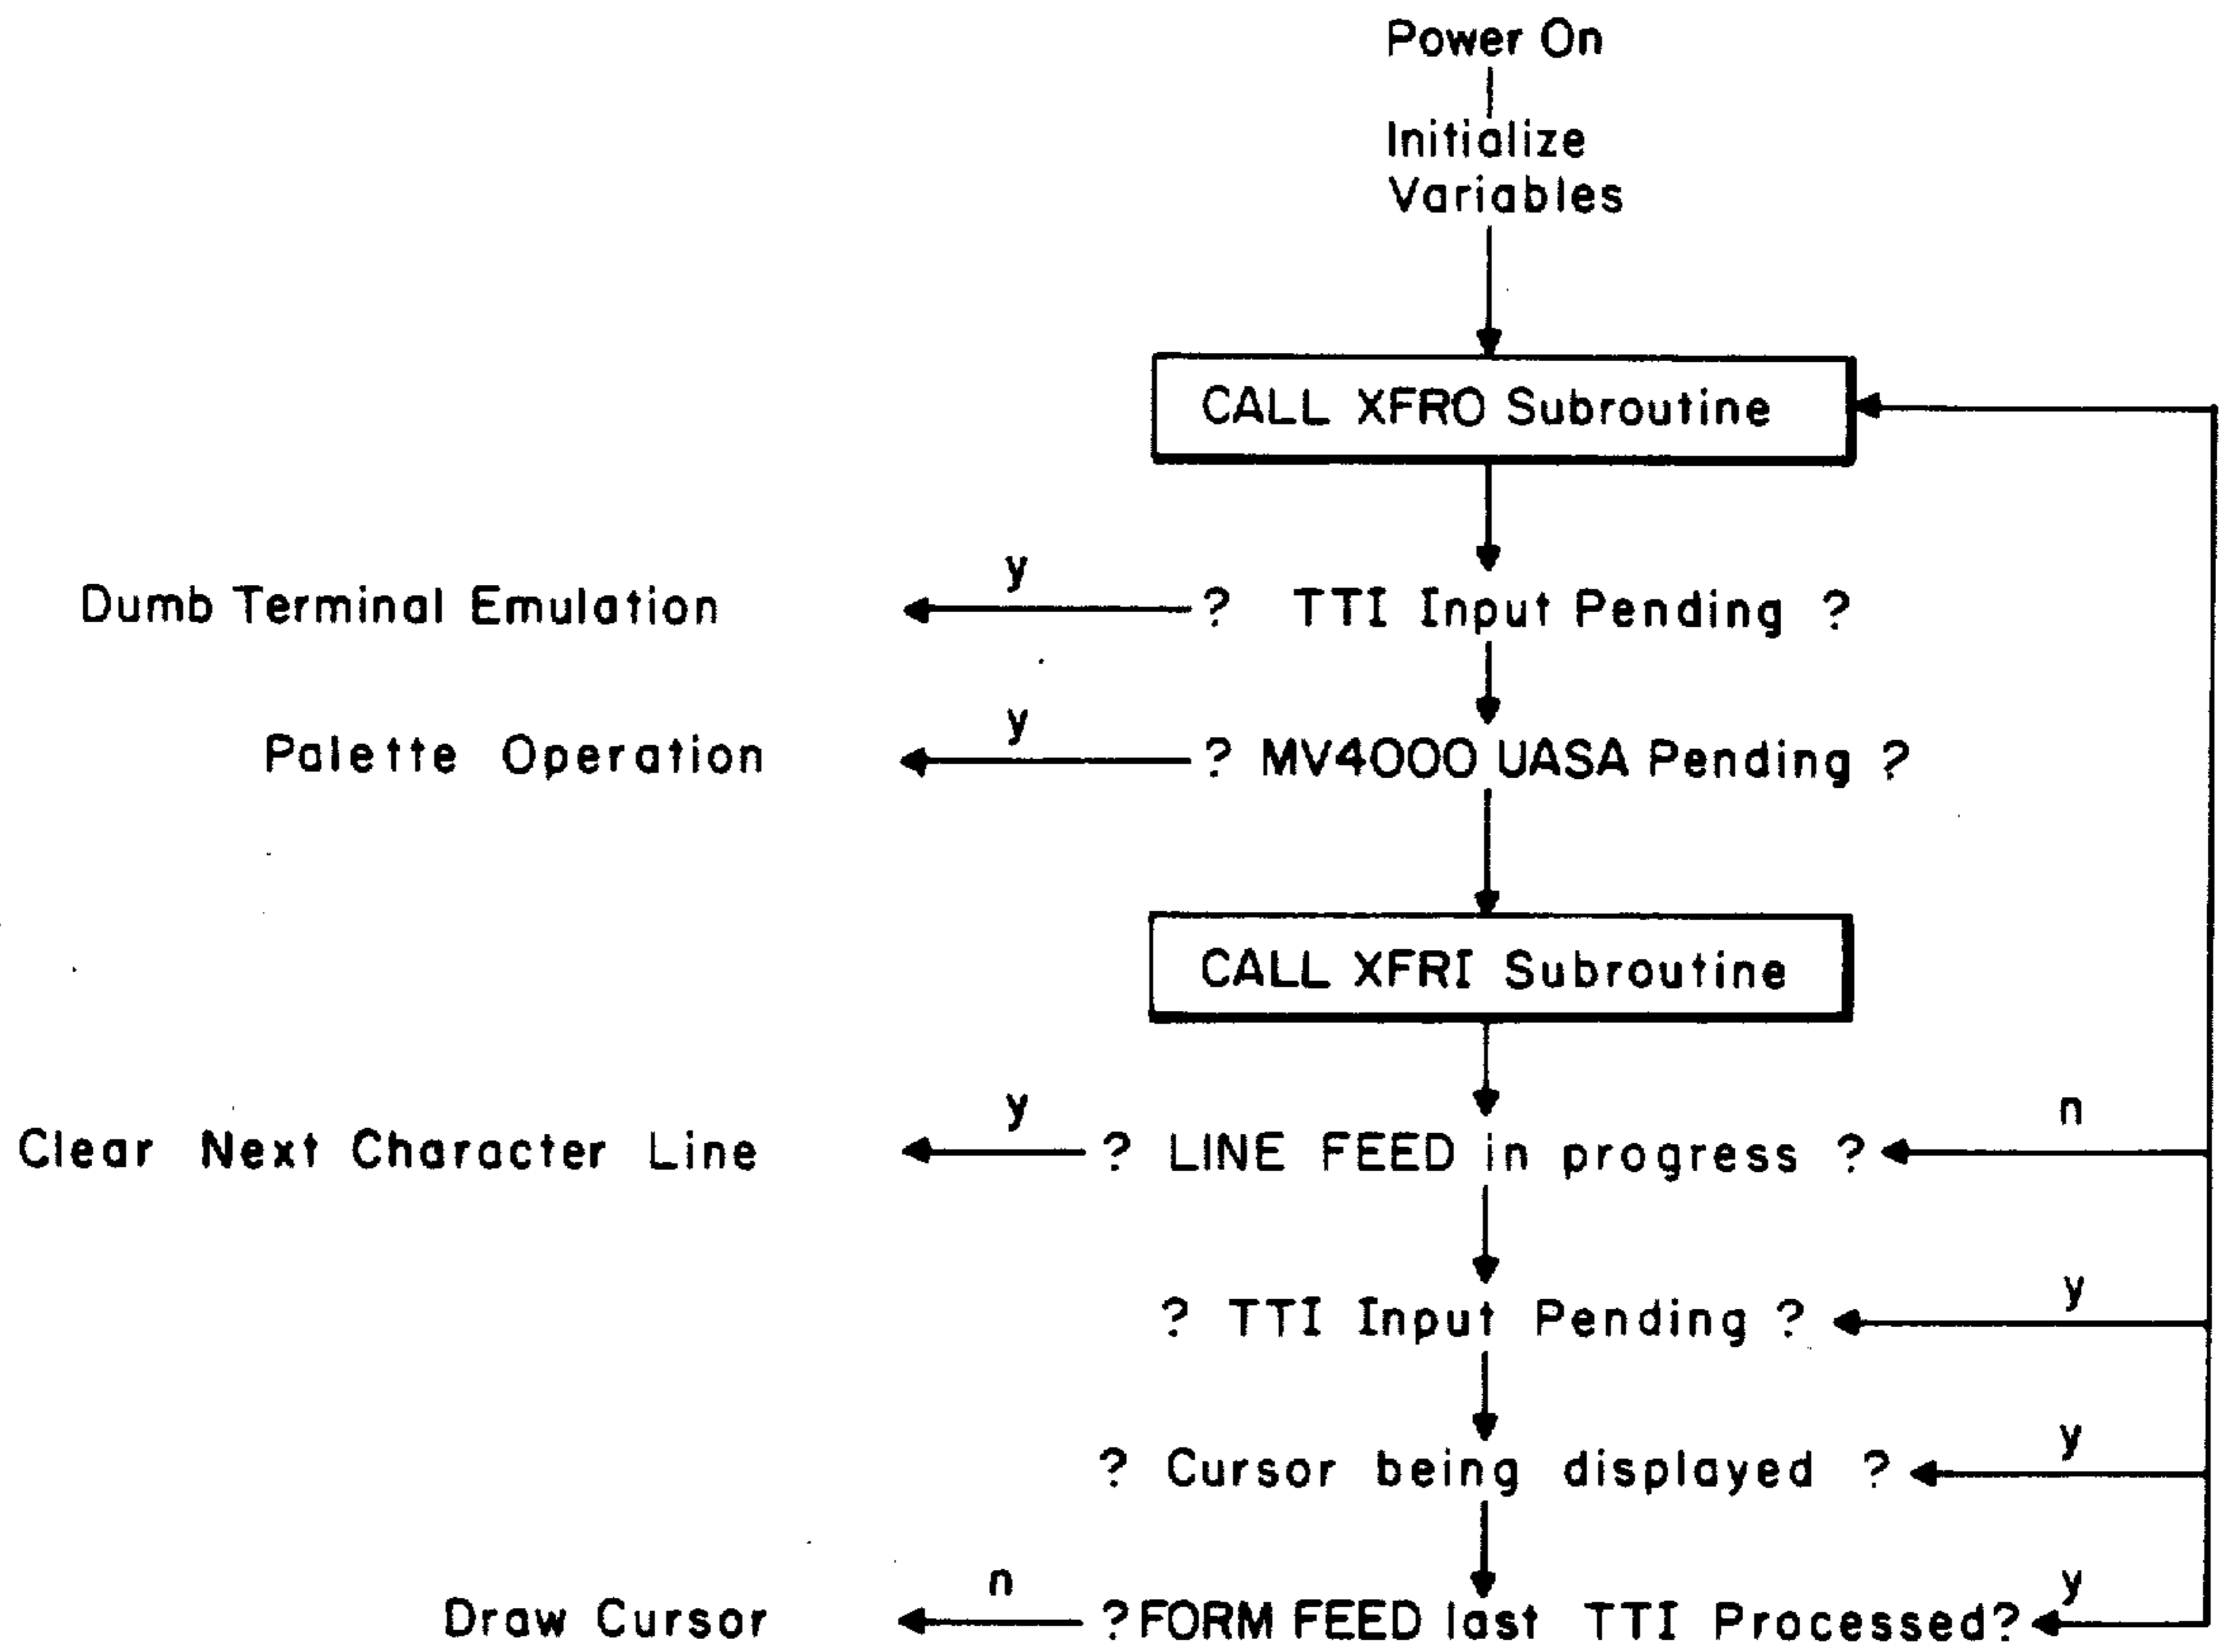 Power On
Initialize
Variables
CALL XFRO Subroutine
y
Dumb Terminal Emulation ? TTI Input Pending ?
y
Palette Operation ? MV4000 UASA Pending ?
CALL XFRI Subroutine
y n
Clear Next Character Line ? LINE FEED in progress ?
y
? TTI Input Pending ?
y
? Cursor being displayed ?
n y
Draw Cursor ? FORM FEED last TTI Processed?